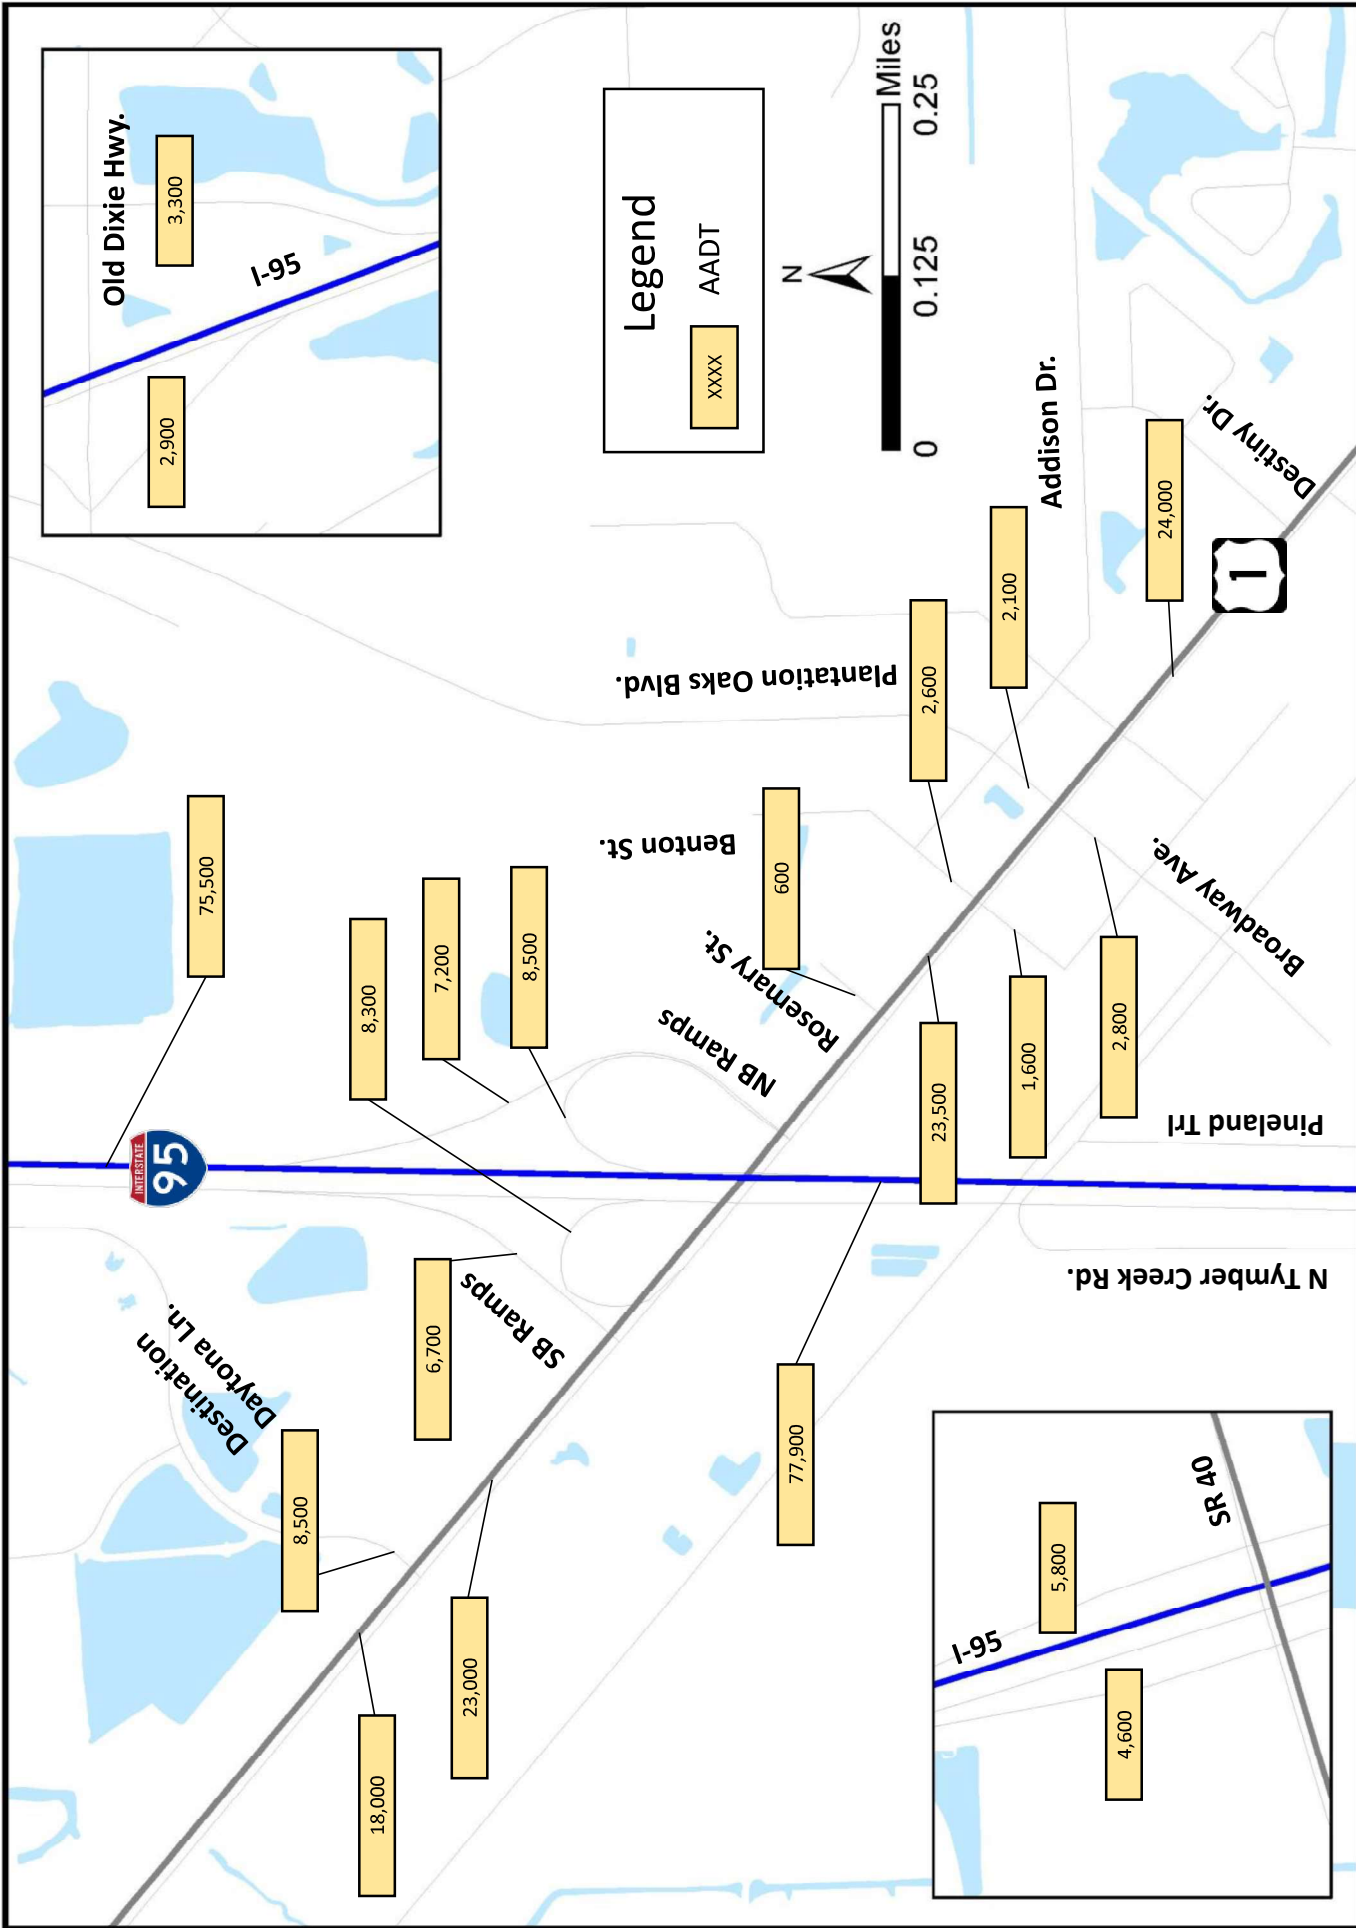 Old Dixie Hwy.
3,300
I-95
2,900
Legend
XXXX
AADT
N
0
0.125
0.25
Miles
75,500
INTERSTATE
95
8,300
7,200
8,500
6,700
SB Ramps
NB Ramps
Destination
Daytona Ln.
8,500
18,000
23,000
77,900
Rosemary St.
Benton St.
600
Plantation Oaks Blvd.
2,600
2,100
Addison Dr.
24,000
Destiny Dr.
1
23,500
1,600
2,800
Broadway Ave.
Pineland Trl
N Tymber Creek Rd.
I-95
5,800
4,600
SR 40